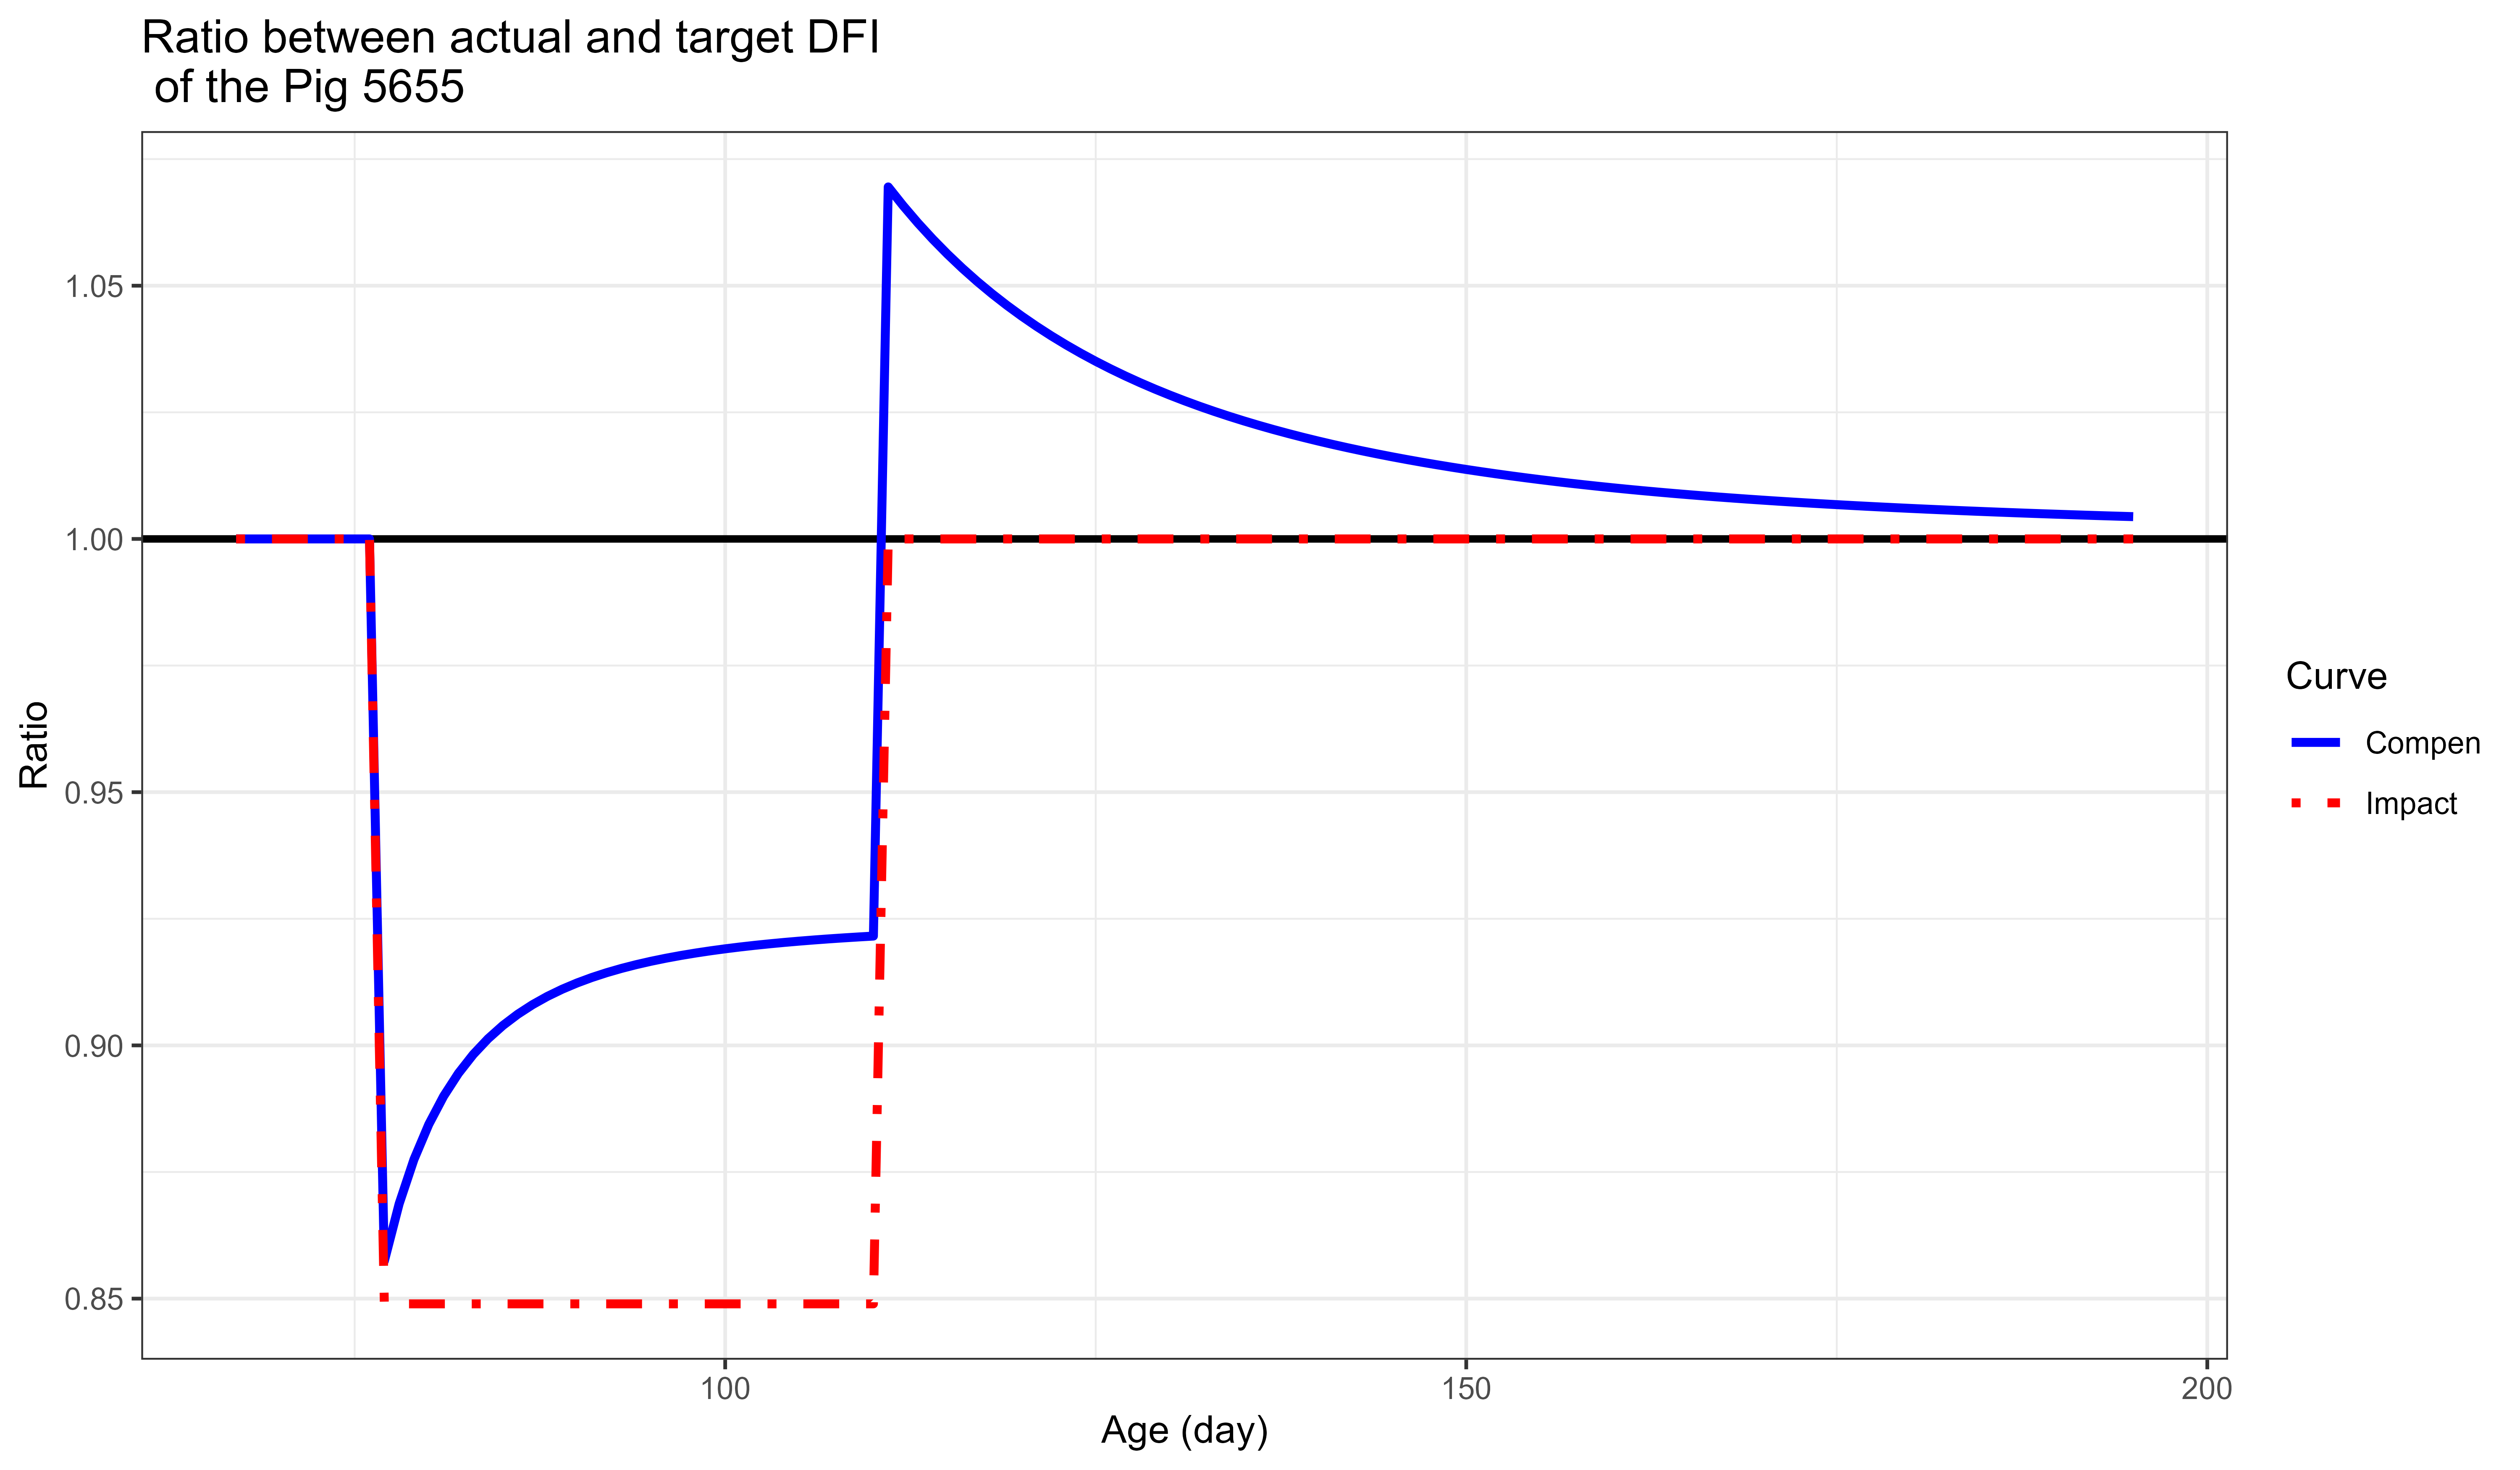 Ratio between actual and target DFI
of the Pig 5655
Ratio
1.05
1.00
0.95
0.90
0.85
100
150
200
Age (day)
Curve
Compen
Impact